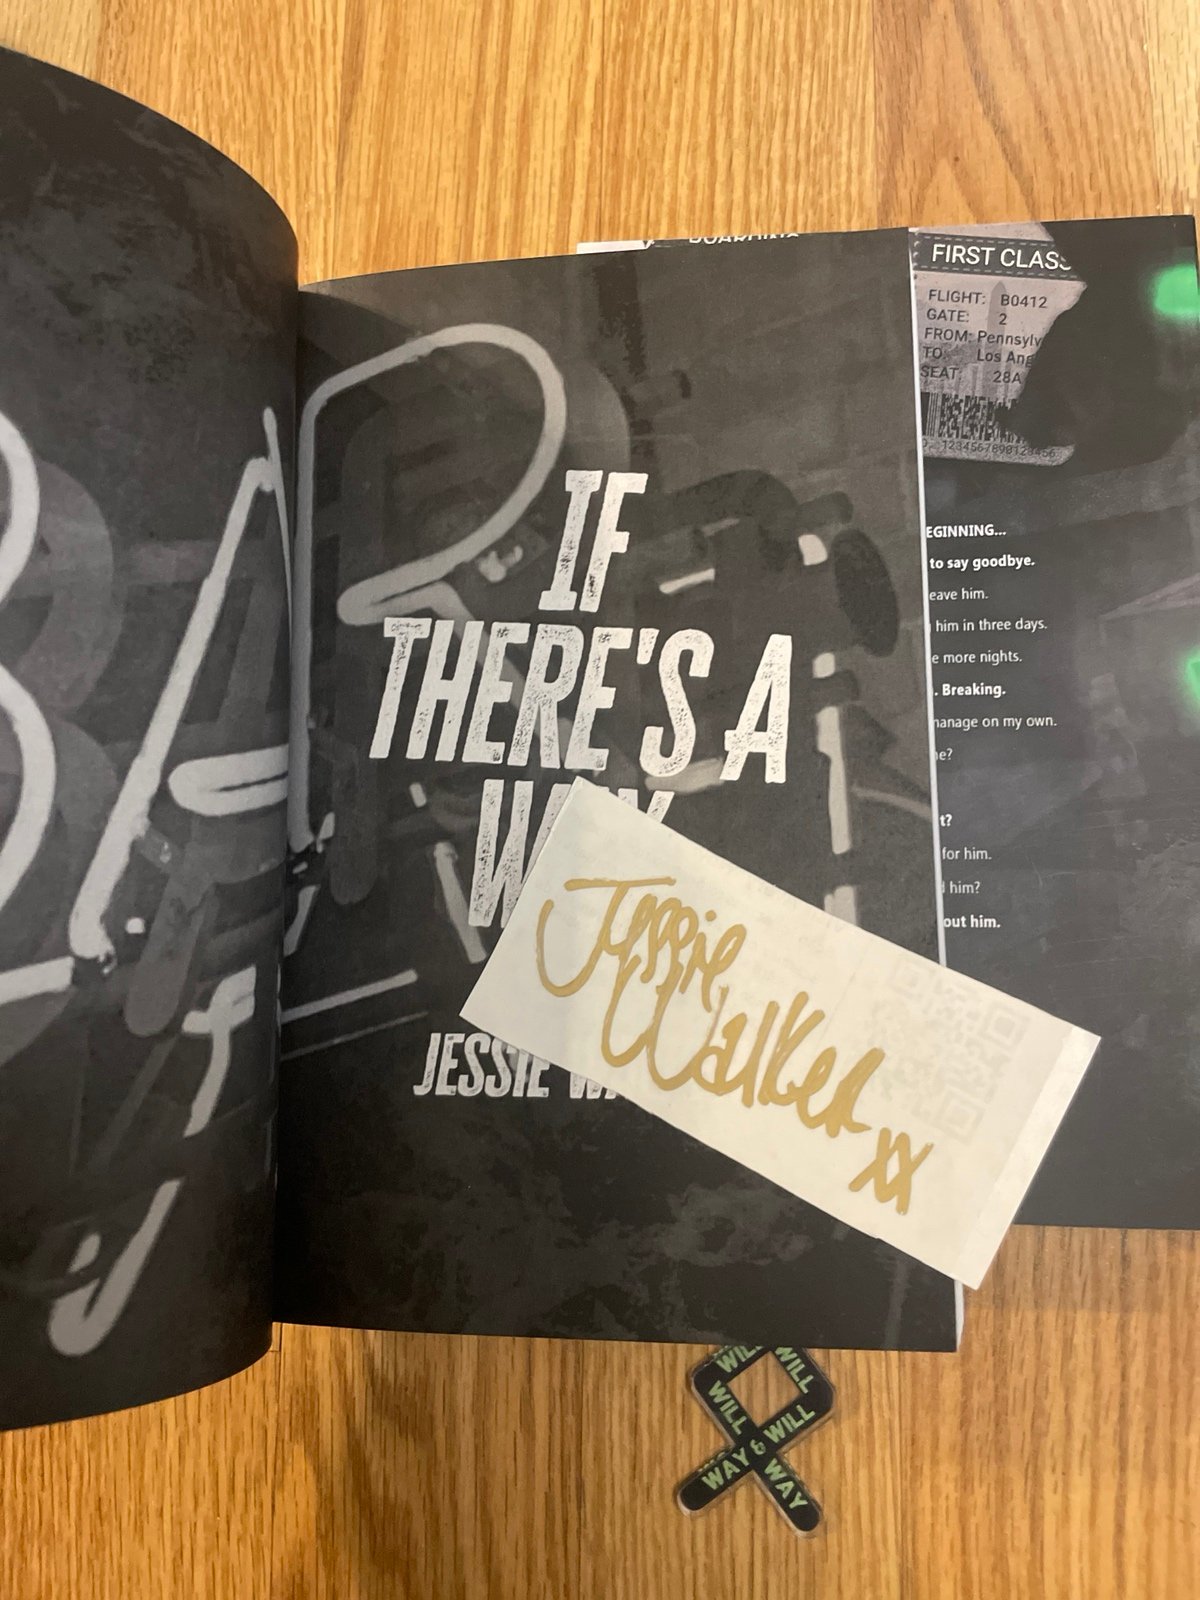 BOARDING
FIRST CLASS
FLIGHT: B0412
GATE: 2
FROM: Pennsylv
TO: Los Ang
SEAT: 28A
IF
THERE'S A
WAY
JESSIE
Jessie
Walker
xx
EGINNING...
to say goodbye.
eave him.
him in three days.
e more nights.
. Breaking.
manage on my own.
e?
t?
for him.
him?
out him.
WILL WILL
WILL & WILL
WAY WAY